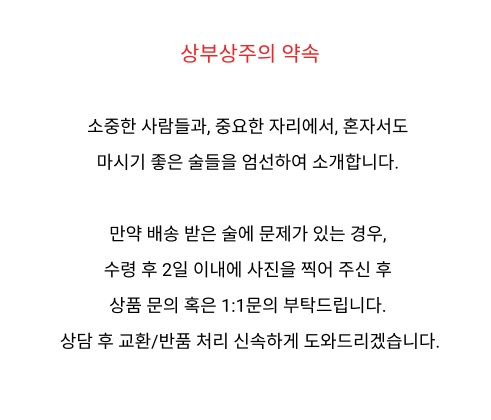 상부상주의 약속
소중한 사람들과, 중요한 자리에서, 혼자서도
마시기 좋은 술들을 엄선하여 소개합니다.
만약 배송 받은 술에 문제가 있는 경우,
수령 후 2일 이내에 사진을 찍어 주신 후
상품 문의 혹은 1:1문의 부탁드립니다.
상담 후 교환/반품 처리 신속하게 도와드리겠습니다.